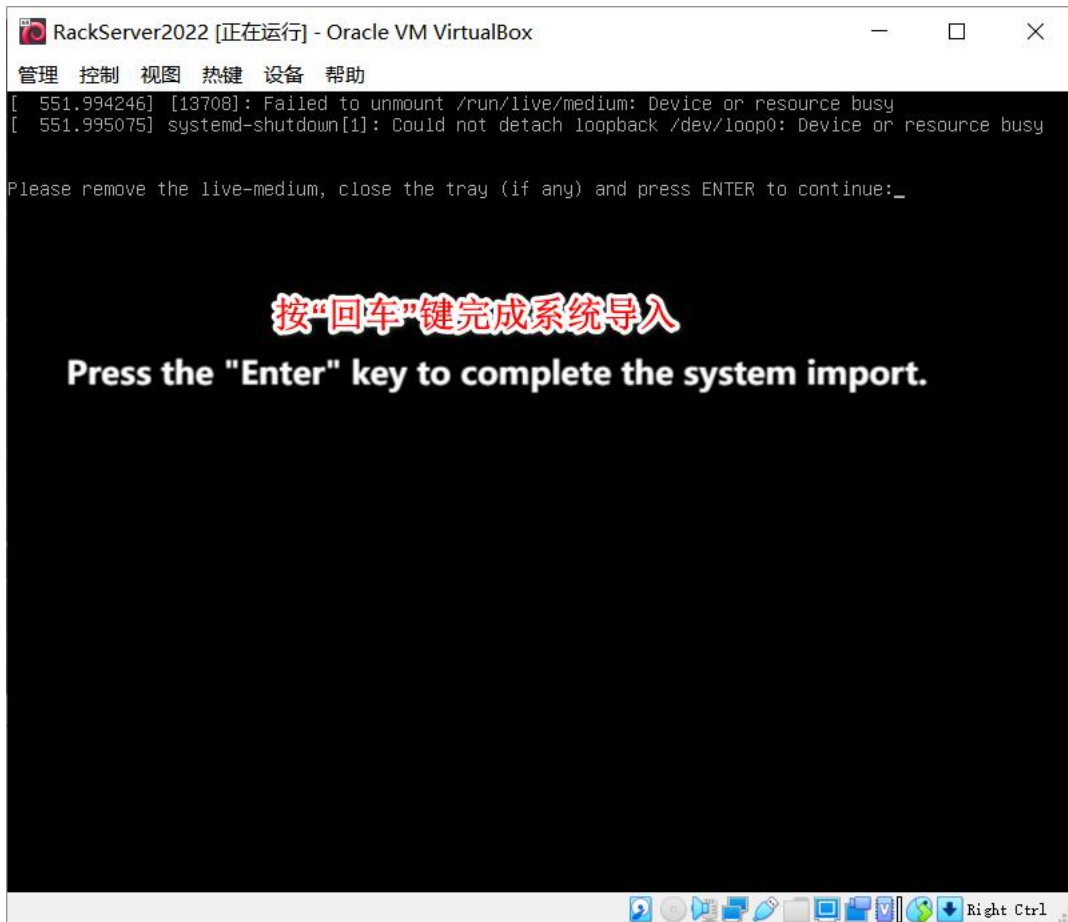 RackServer2022 [正在运行] - Oracle VM VirtualBox
管理 控制 视图 热键 设备 帮助
[  551.994246] [13708]: Failed to unmount /run/live/medium: Device or resource busy
[  551.995075] systemd-shutdown[1]: Could not detach loopback /dev/loop0: Device or resource busy
Please remove the live-medium, close the tray (if any) and press ENTER to continue:_
按“回车”键完成系统导入
Press the "Enter" key to complete the system import.
Right Ctrl